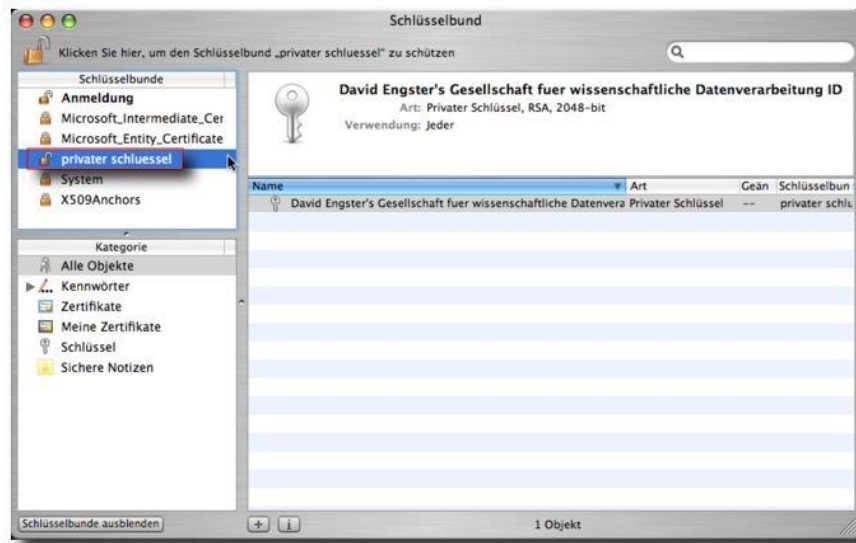 Schlüsselbund
Klicken Sie hier, um den Schlüsselbund „privater schluessel" zu schützen
Schlüsselbunde
Anmeldung
Microsoft_Intermediate_Cer
Microsoft_Entity_Certificate
privater schluessel
System
X509Anchors
Kategorie
Alle Objekte
Kennwörter
Zertifikate
Meine Zertifikate
Schlüssel
Sichere Notizen
Schlüsselbunde ausblenden
David Engster's Gesellschaft fuer wissenschaftliche Datenverarbeitung ID
Art: Privater Schlüssel, RSA, 2048-bit
Verwendung: Jeder
Name Art Geän Schlüsselbun
David Engster's Gesellschaft fuer wissenschaftliche Datenvera Privater Schlüssel -- privater schlu
1 Objekt